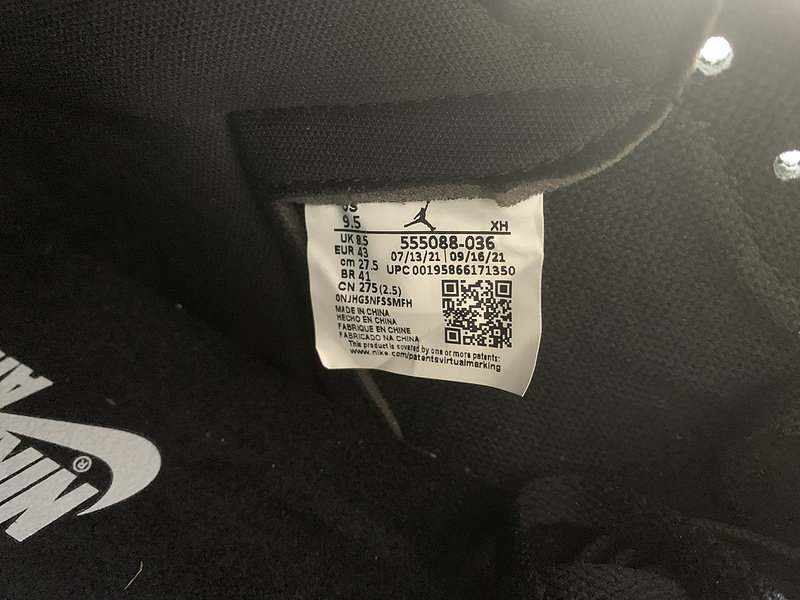 US
9.5
XH
UK 8.5
EUR 43
cm 27.5
BR 41
CN 275 (2.5)
555088-036
07/13/21 | 09/16/21
UPC 00195866171350
0NJHG5NFSSMFH
MADE IN CHINA
HECHO EN CHINA
FABRIQUE EN CHINE
FABRICADO NA CHINA
This product is covered by one or more patents:
www.nike.com/patentsvirtualmarking
NIKE ®
AIR